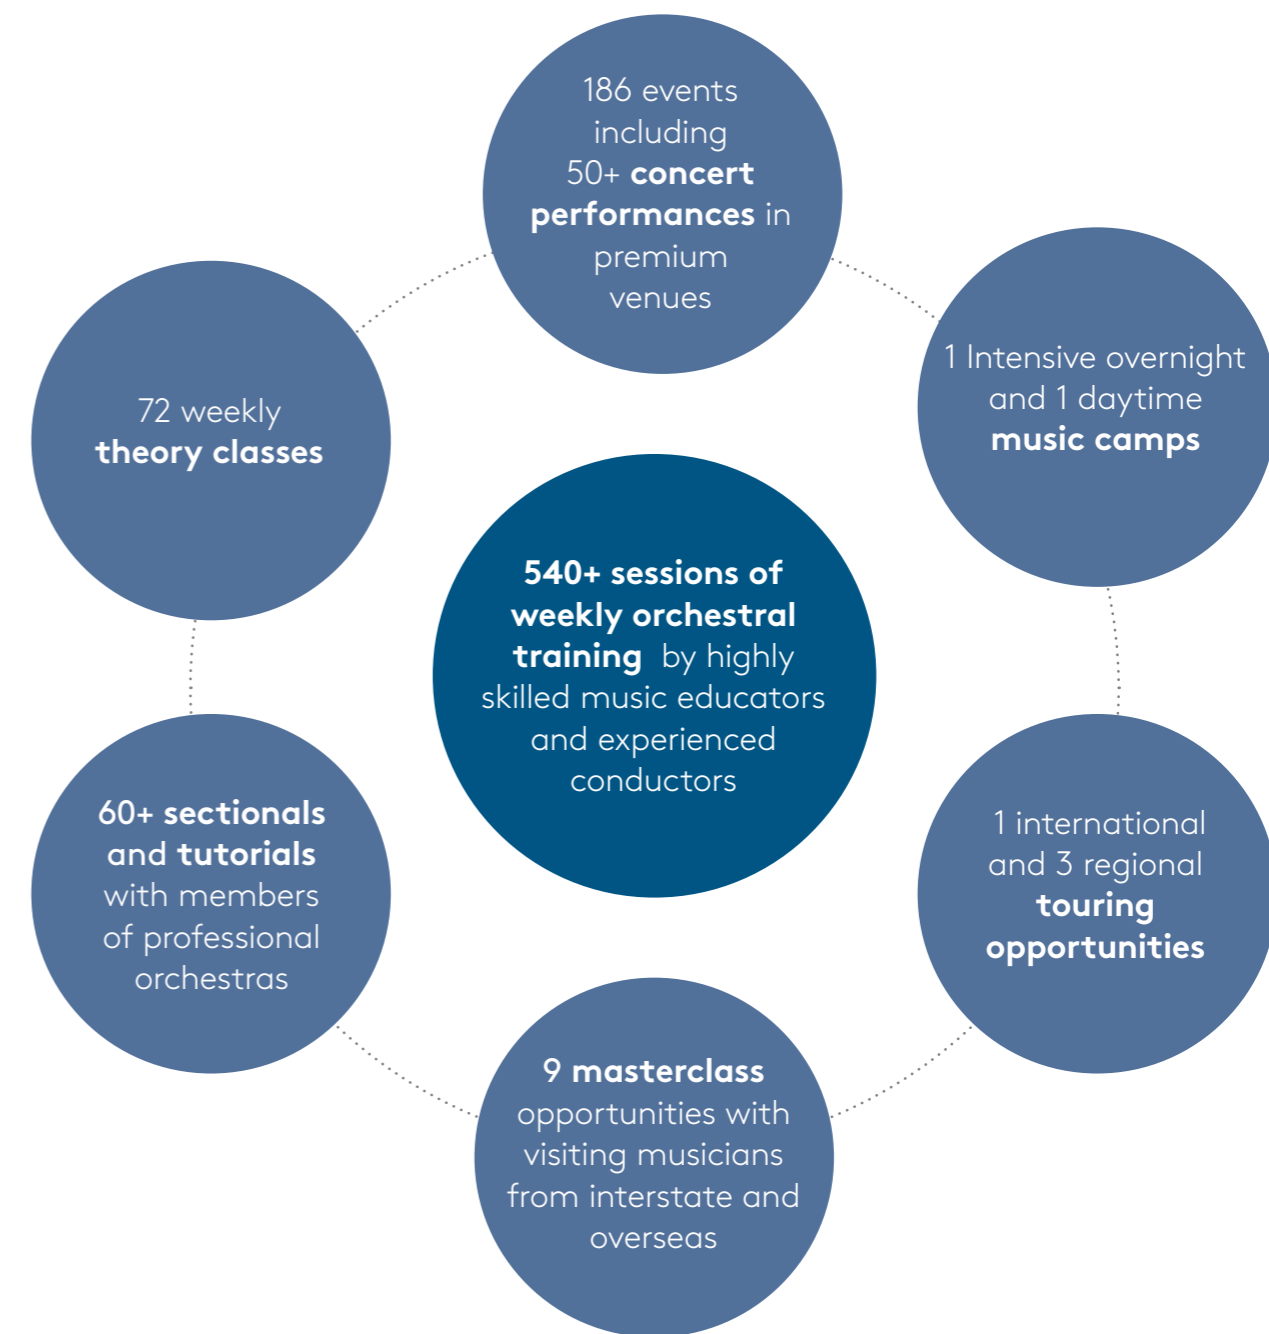 186 events
including
50+ concert
performances in
premium
venues
1 Intensive overnight
and 1 daytime
music camps
72 weekly
theory classes
540+ sessions of
weekly orchestral
training by highly
skilled music educators
and experienced
conductors
60+ sectionals
and tutorials
with members
of professional
orchestras
1 international
and 3 regional
touring
opportunities
9 masterclass
opportunities with
visiting musicians
from interstate and
overseas